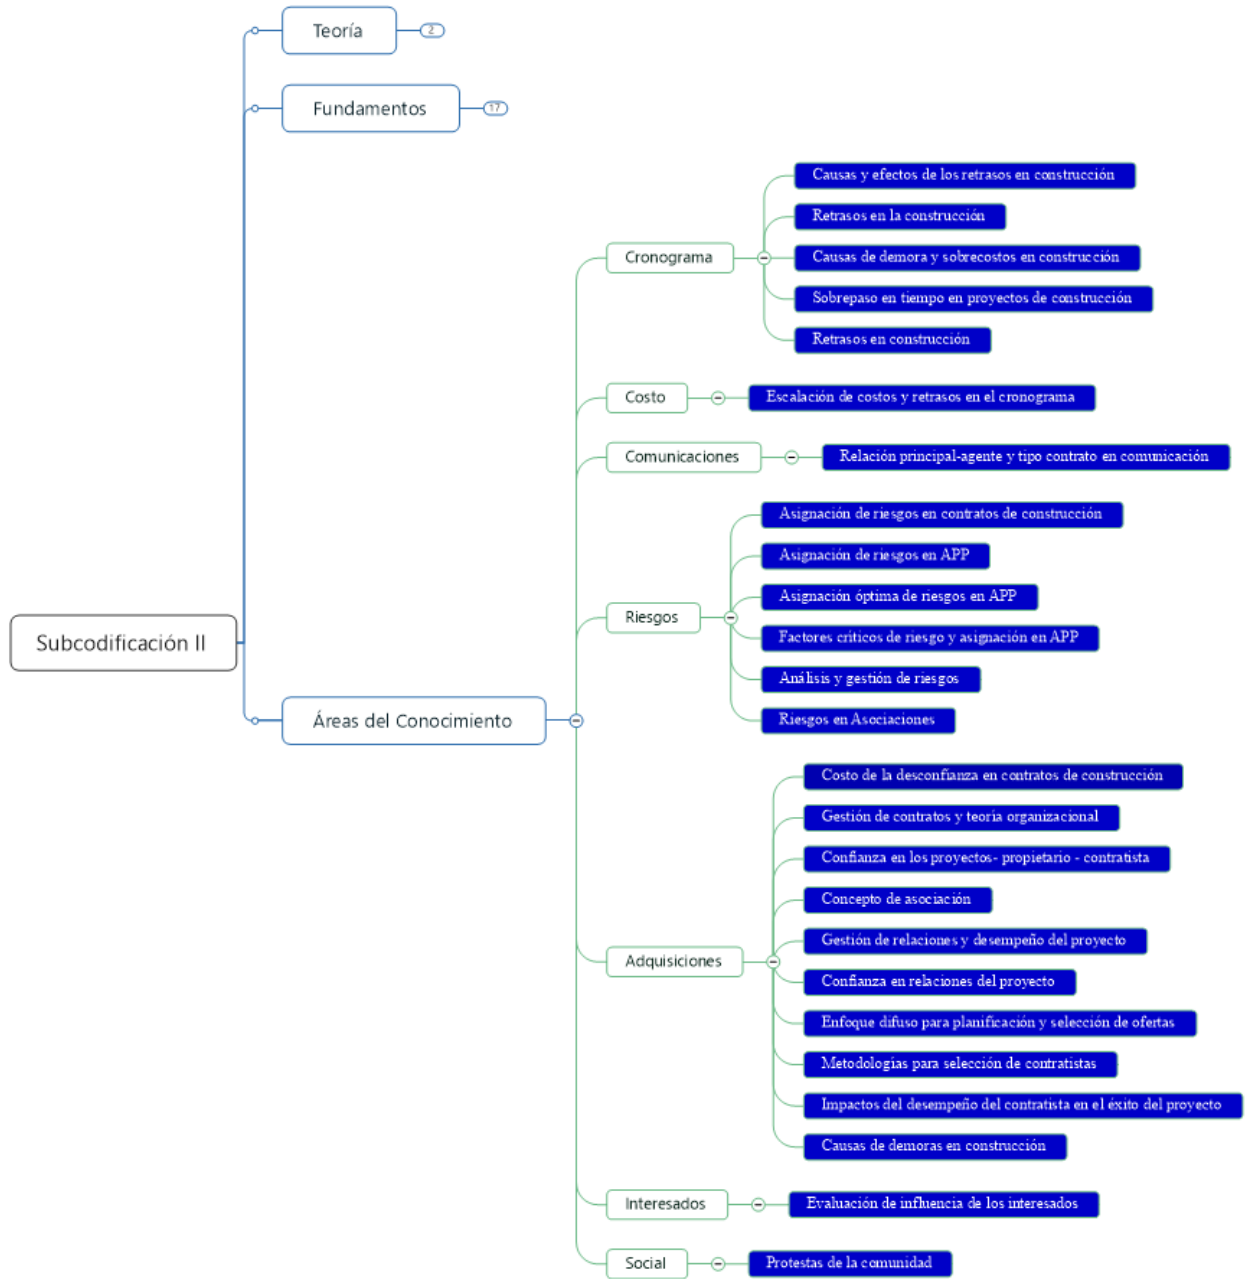 Teoría
2
Fundamentos
17
Causas y efectos de los retrasos en construcción
Retrasos en la construcción
Cronograma
Causas de demora y sobrecostos en construcción
Sobrepaso en tiempo en proyectos de construcción
Retrasos en construcción
Costo
Escalación de costos y retrasos en el cronograma
Comunicaciones
Relación principal-agente y tipo contrato en comunicación
Asignación de riesgos en contratos de construcción
Asignación de riesgos en APP
Asignación óptima de riesgos en APP
Riesgos
Factores críticos de riesgo y asignación en APP
Análisis y gestión de riesgos
Riesgos en Asociaciones
Subcodificación II
Áreas del Conocimiento
Costo de la desconfianza en contratos de construcción
Gestión de contratos y teoría organizacional
Confianza en los proyectos- propietario - contratista
Concepto de asociación
Gestión de relaciones y desempeño del proyecto
Adquisiciones
Confianza en relaciones del proyecto
Enfoque difuso para planificación y selección de ofertas
Metodologías para selección de contratistas
Impactos del desempeño del contratista en el éxito del proyecto
Causas de demoras en construcción
Interesados
Evaluación de influencia de los interesados
Social
Protestas de la comunidad